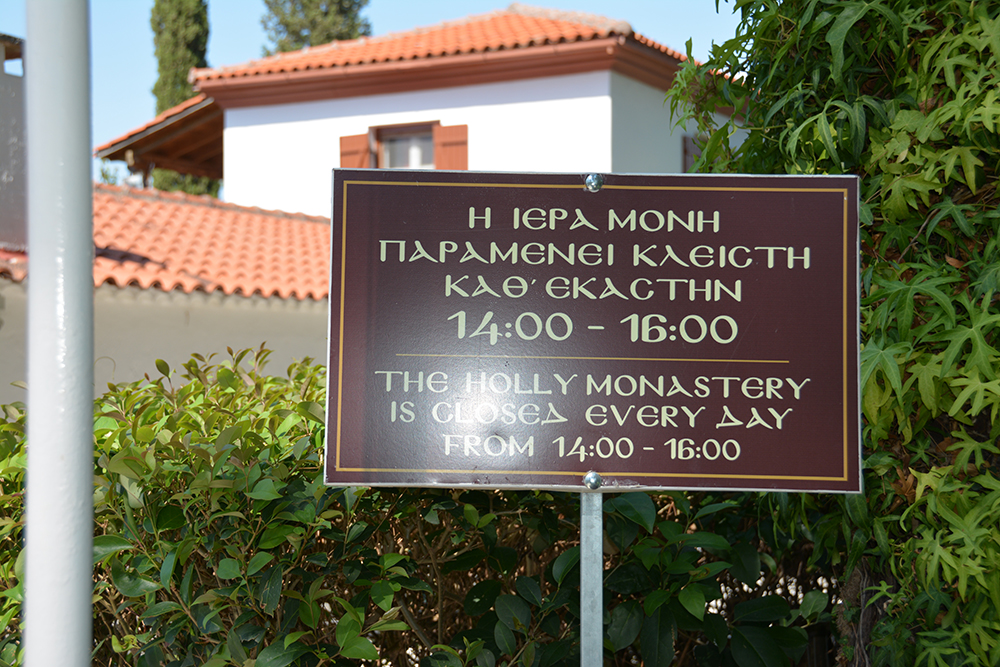 Η ΙΕΡΑ ΜΟΝΗ
ΠΑΡΑΜΕΝΕΙ ΚΛΕΙΣΤΗ
ΚΑΘ' ΕΚΑΣΤΗΝ
14:00 - 16:00
THE HOLLY MONASTERY
IS CLOSED EVERY DAY
FROM 14:00 - 16:00